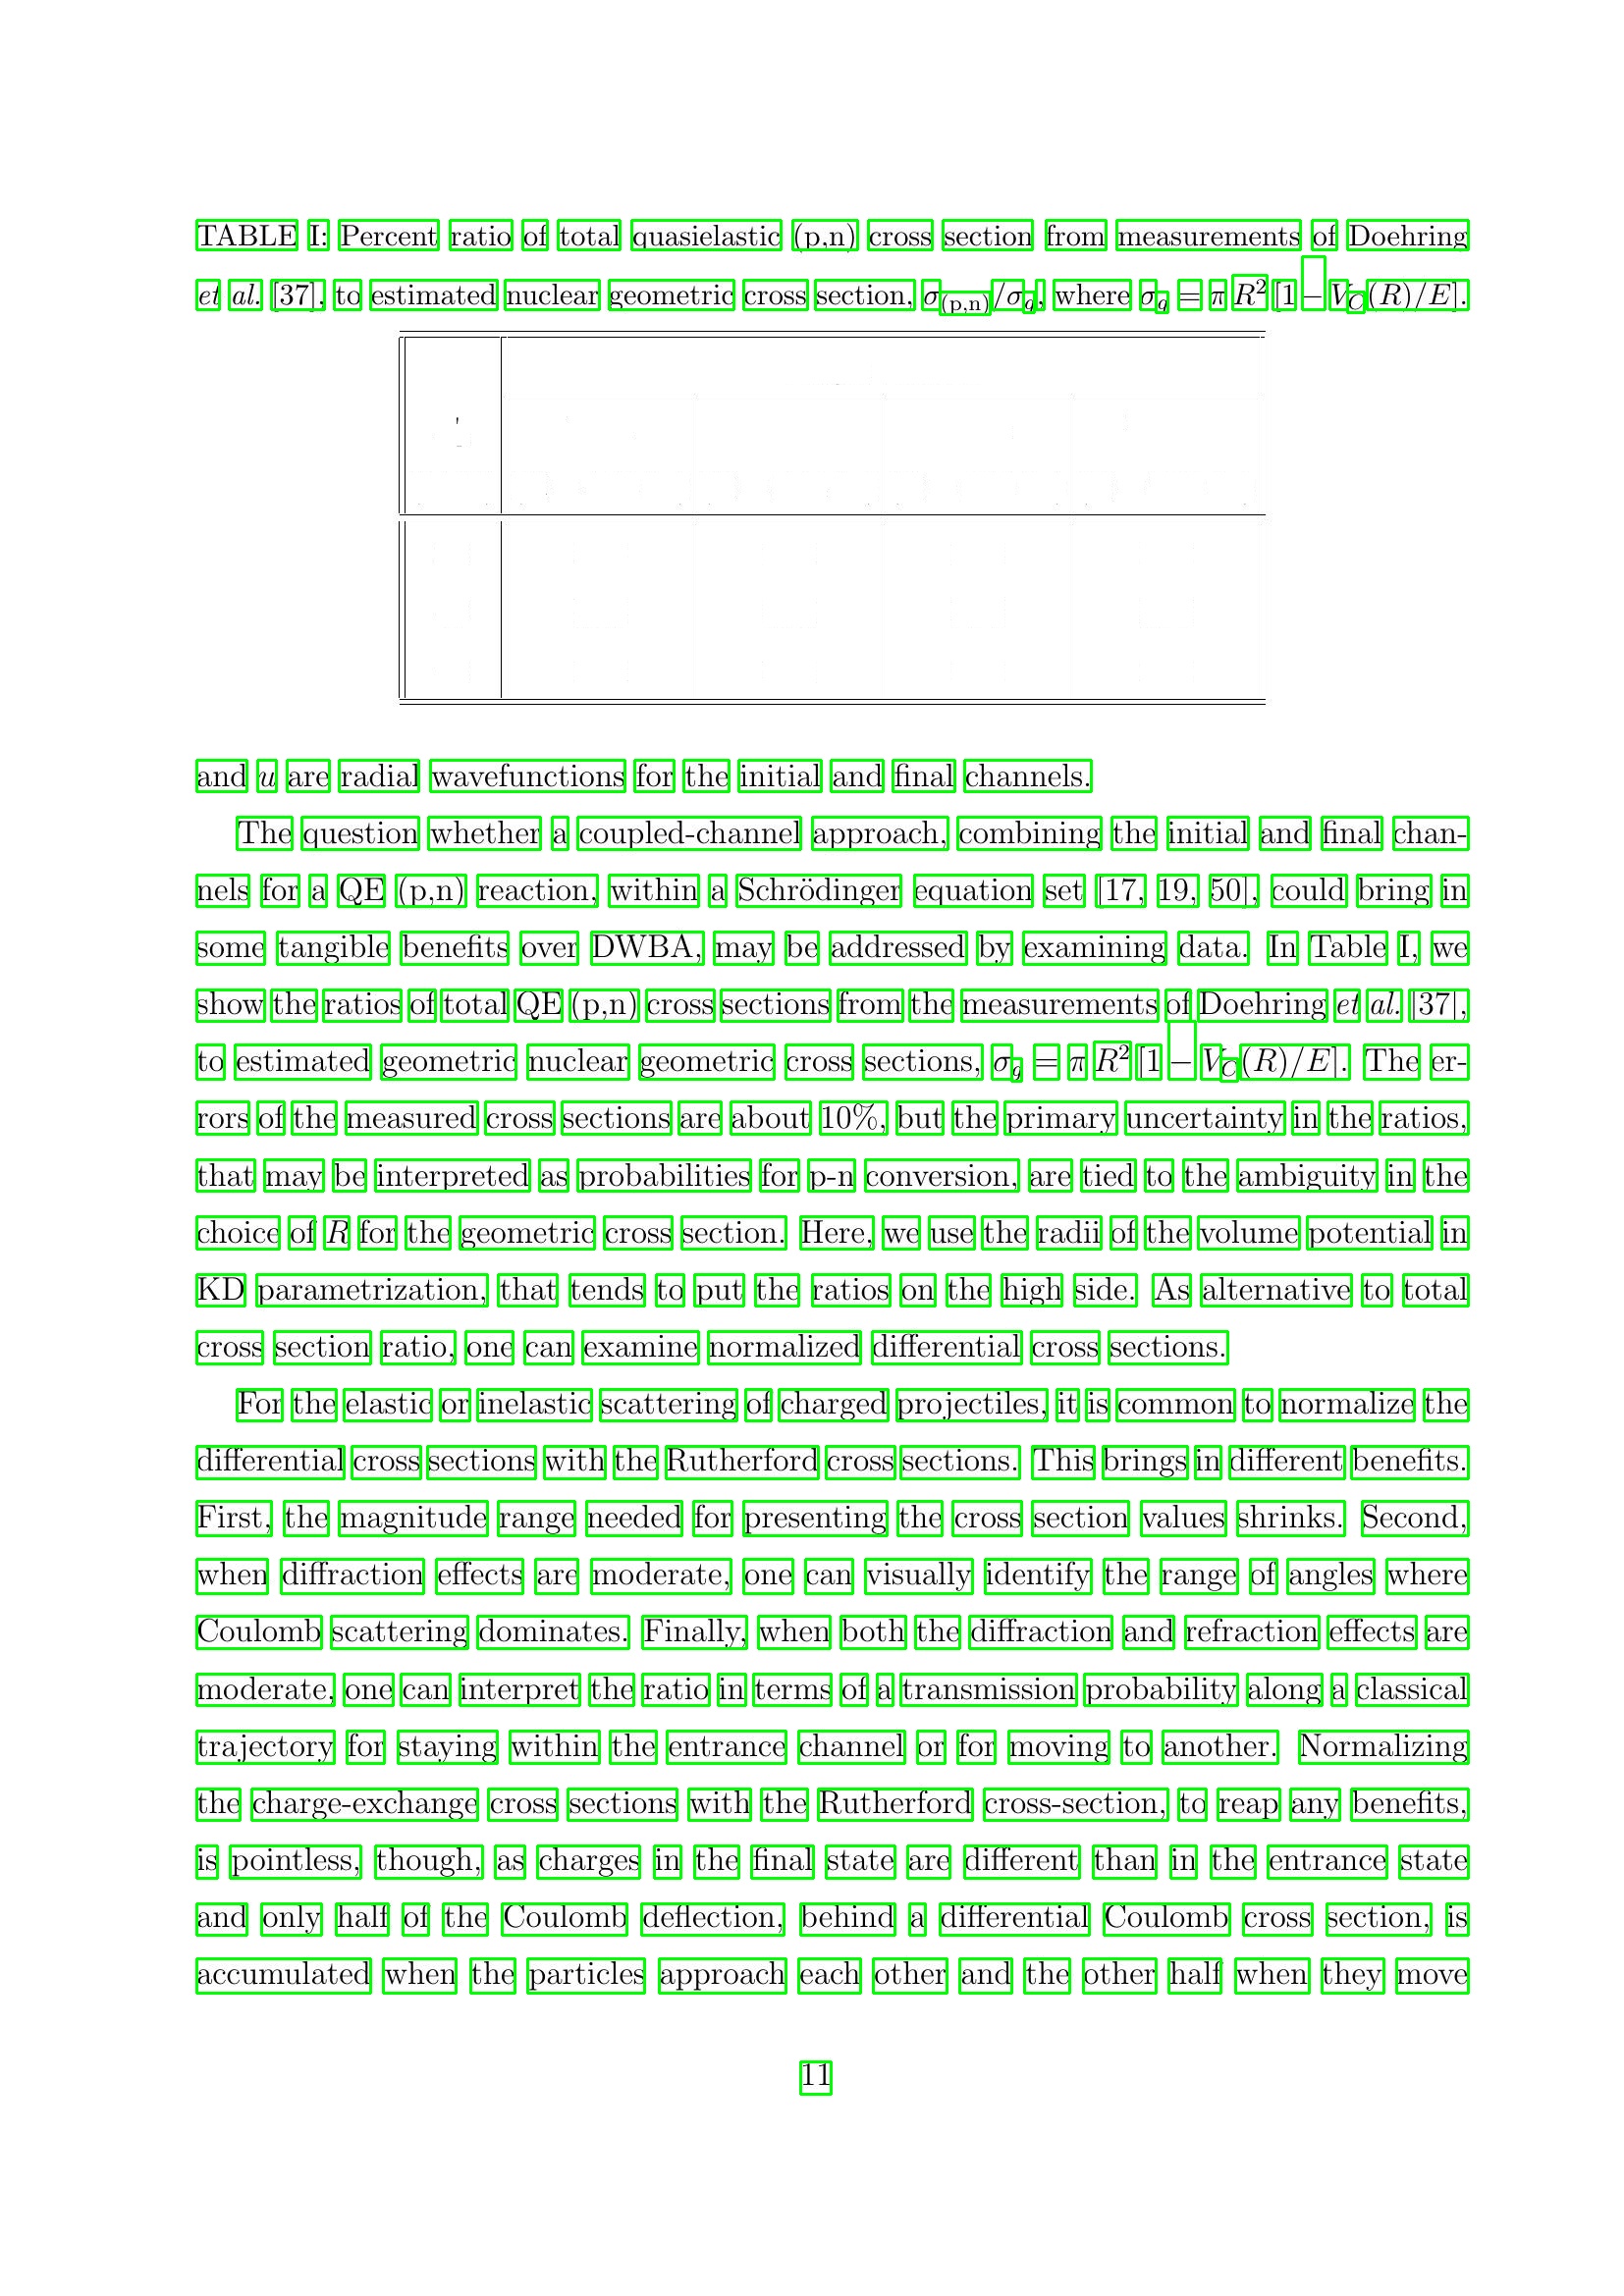 TABLE I: Percent ratio of total quasielastic (p,n) cross section from measurements of Doehring
et al. [37], to estimated nuclear geometric cross section, σ(p,n)/σg, where σg = π R² [1 − VC(R)/E].
and u are radial wavefunctions for the initial and final channels.
The question whether a coupled-channel approach, combining the initial and final chan-
nels for a QE (p,n) reaction, within a Schrödinger equation set [17, 19, 50], could bring in
some tangible benefits over DWBA, may be addressed by examining data. In Table I, we
show the ratios of total QE (p,n) cross sections from the measurements of Doehring et al. [37],
to estimated geometric nuclear geometric cross sections, σg = π R² [1 − VC(R)/E]. The er-
rors of the measured cross sections are about 10%, but the primary uncertainty in the ratios,
that may be interpreted as probabilities for p-n conversion, are tied to the ambiguity in the
choice of R for the geometric cross section. Here, we use the radii of the volume potential in
KD parametrization, that tends to put the ratios on the high side. As alternative to total
cross section ratio, one can examine normalized differential cross sections.
For the elastic or inelastic scattering of charged projectiles, it is common to normalize the
differential cross sections with the Rutherford cross sections. This brings in different benefits.
First, the magnitude range needed for presenting the cross section values shrinks. Second,
when diffraction effects are moderate, one can visually identify the range of angles where
Coulomb scattering dominates. Finally, when both the diffraction and refraction effects are
moderate, one can interpret the ratio in terms of a transmission probability along a classical
trajectory for staying within the entrance channel or for moving to another. Normalizing
the charge-exchange cross sections with the Rutherford cross-section, to reap any benefits,
is pointless, though, as charges in the final state are different than in the entrance state
and only half of the Coulomb deflection, behind a differential Coulomb cross section, is
accumulated when the particles approach each other and the other half when they move
11